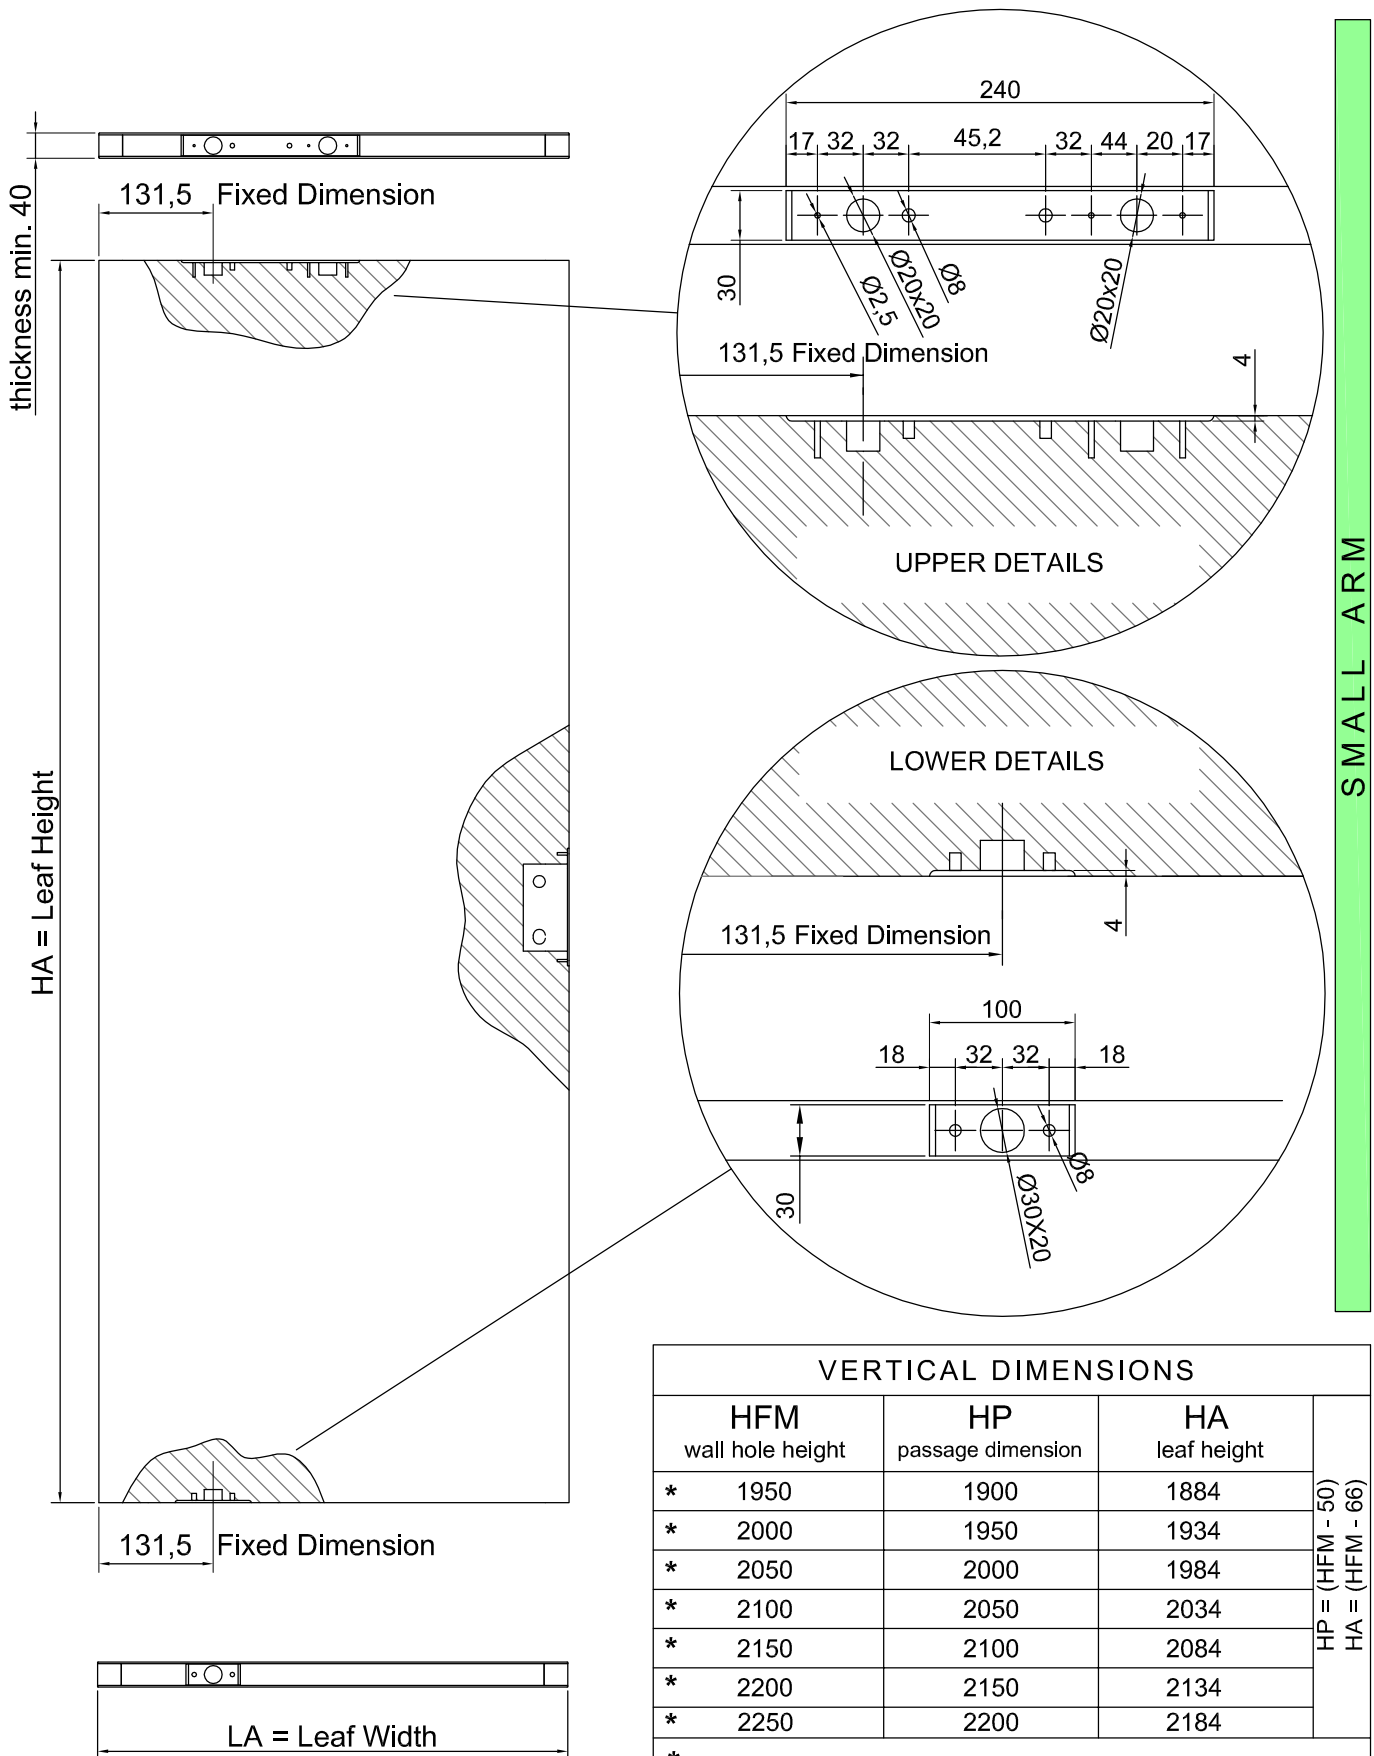 thickness min. 40
131,5 Fixed Dimension
HA = Leaf Height
240
17 32 32 45,2 32 44 20 17
30
Ø2,5
Ø20x20
Ø8
Ø20x20
131,5 Fixed Dimension
4
UPPER DETAILS
LOWER DETAILS
131,5 Fixed Dimension
4
100
18 32 32 18
30
Ø30X20
Ø8
SMALL ARM
131,5 Fixed Dimension
LA = Leaf Width
VERTICAL DIMENSIONS
HFM HP HA
wall hole height passage dimension leaf height
* 1950 1900 1884
* 2000 1950 1934
* 2050 2000 1984
* 2100 2050 2034
* 2150 2100 2084
* 2200 2150 2134
* 2250 2200 2184
HP = (HFM - 50)
HA = (HFM - 66)
*